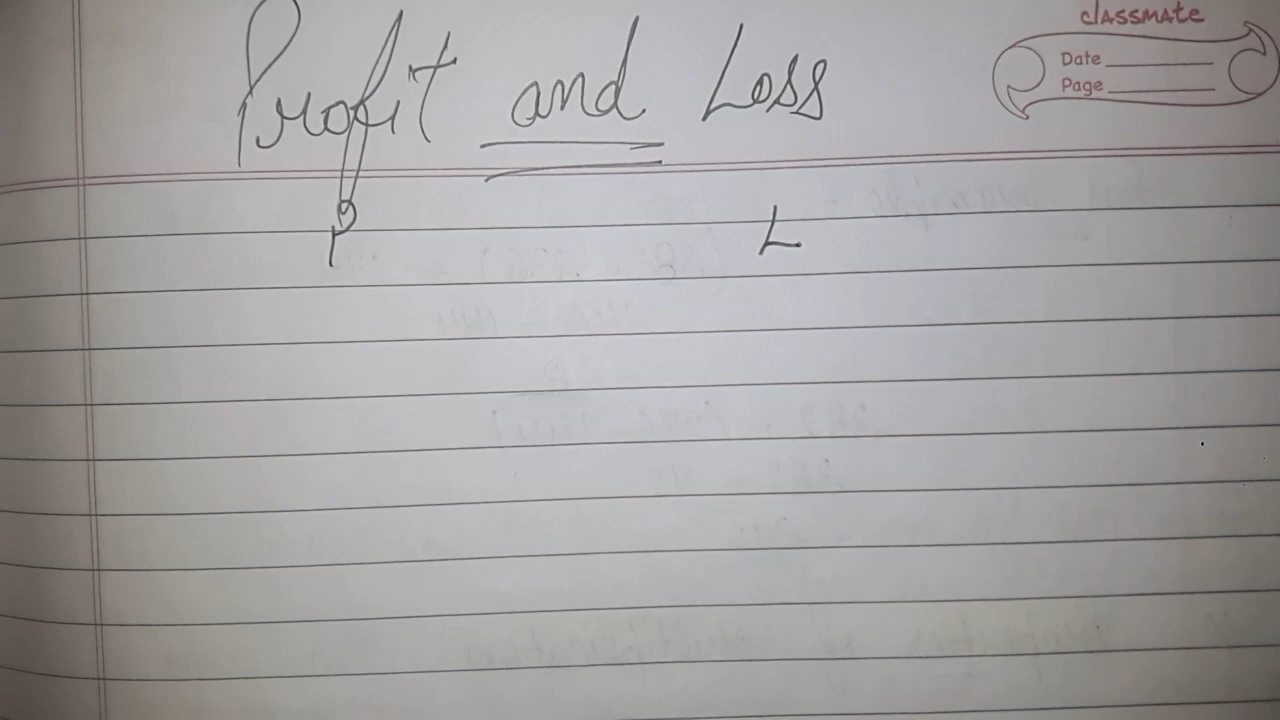 classmate
Profit and Loss
Date
Page
P L